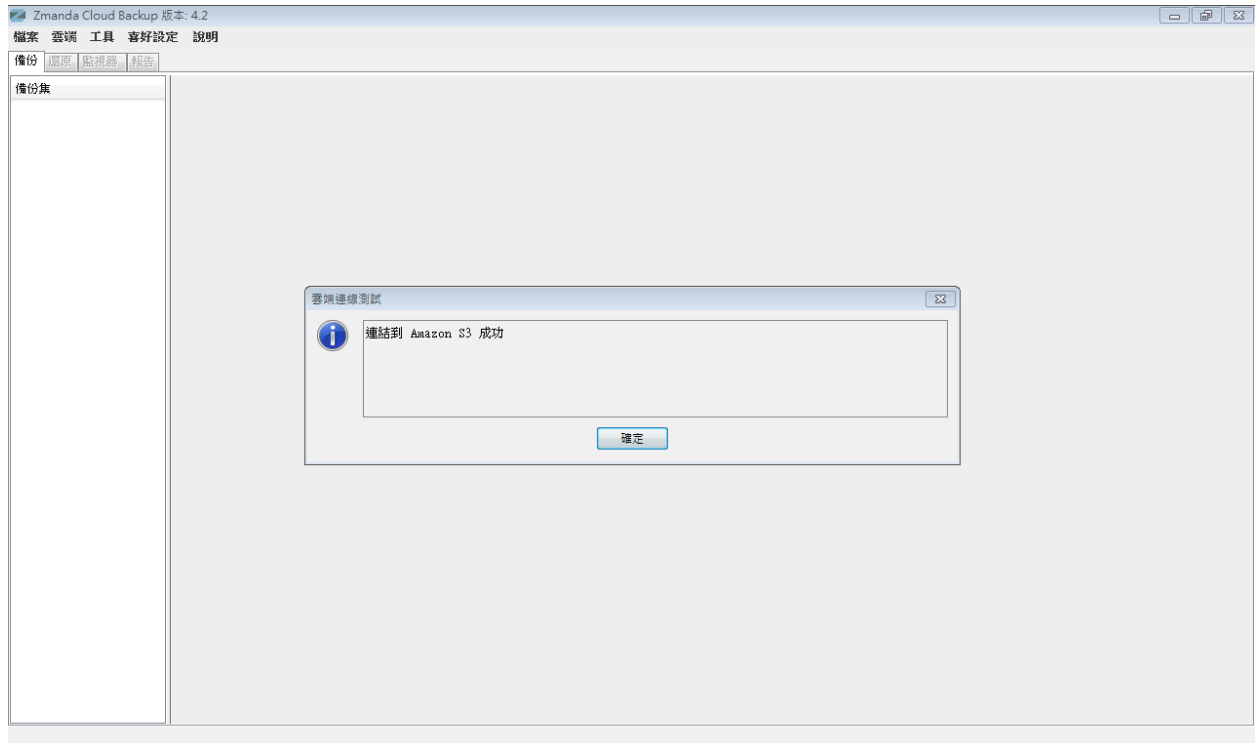 Zmanda Cloud Backup 版本: 4.2
檔案 雲端 工具 喜好設定 說明
備份 還原 監視器 報告
備份集
雲端連線測試
連結到 Amazon S3 成功
確定